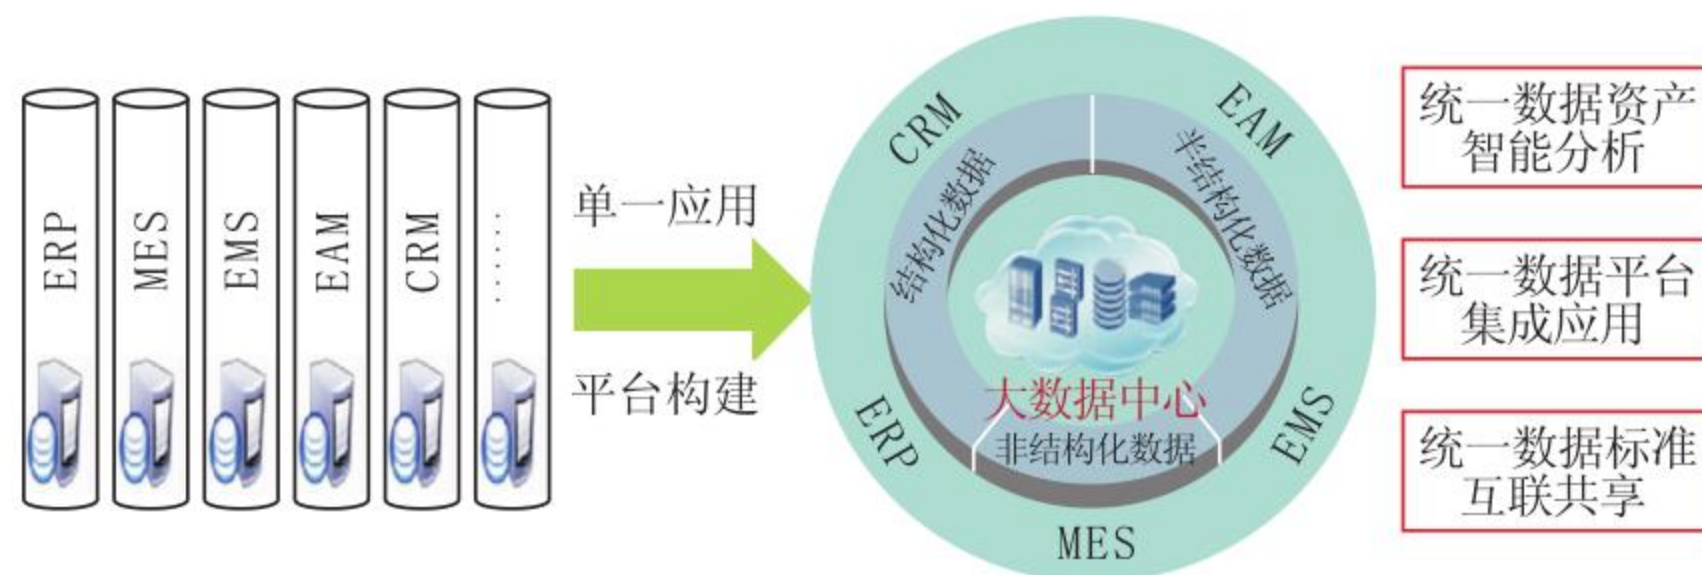 ERP
MES
EMS
EAM
CRM
……
单一应用
平台构建
CRM
EAM
结构化数据
半结构化数据
大数据中心
非结构化数据
ERP
EMS
MES
统一数据资产
智能分析
统一数据平台
集成应用
统一数据标准
互联共享